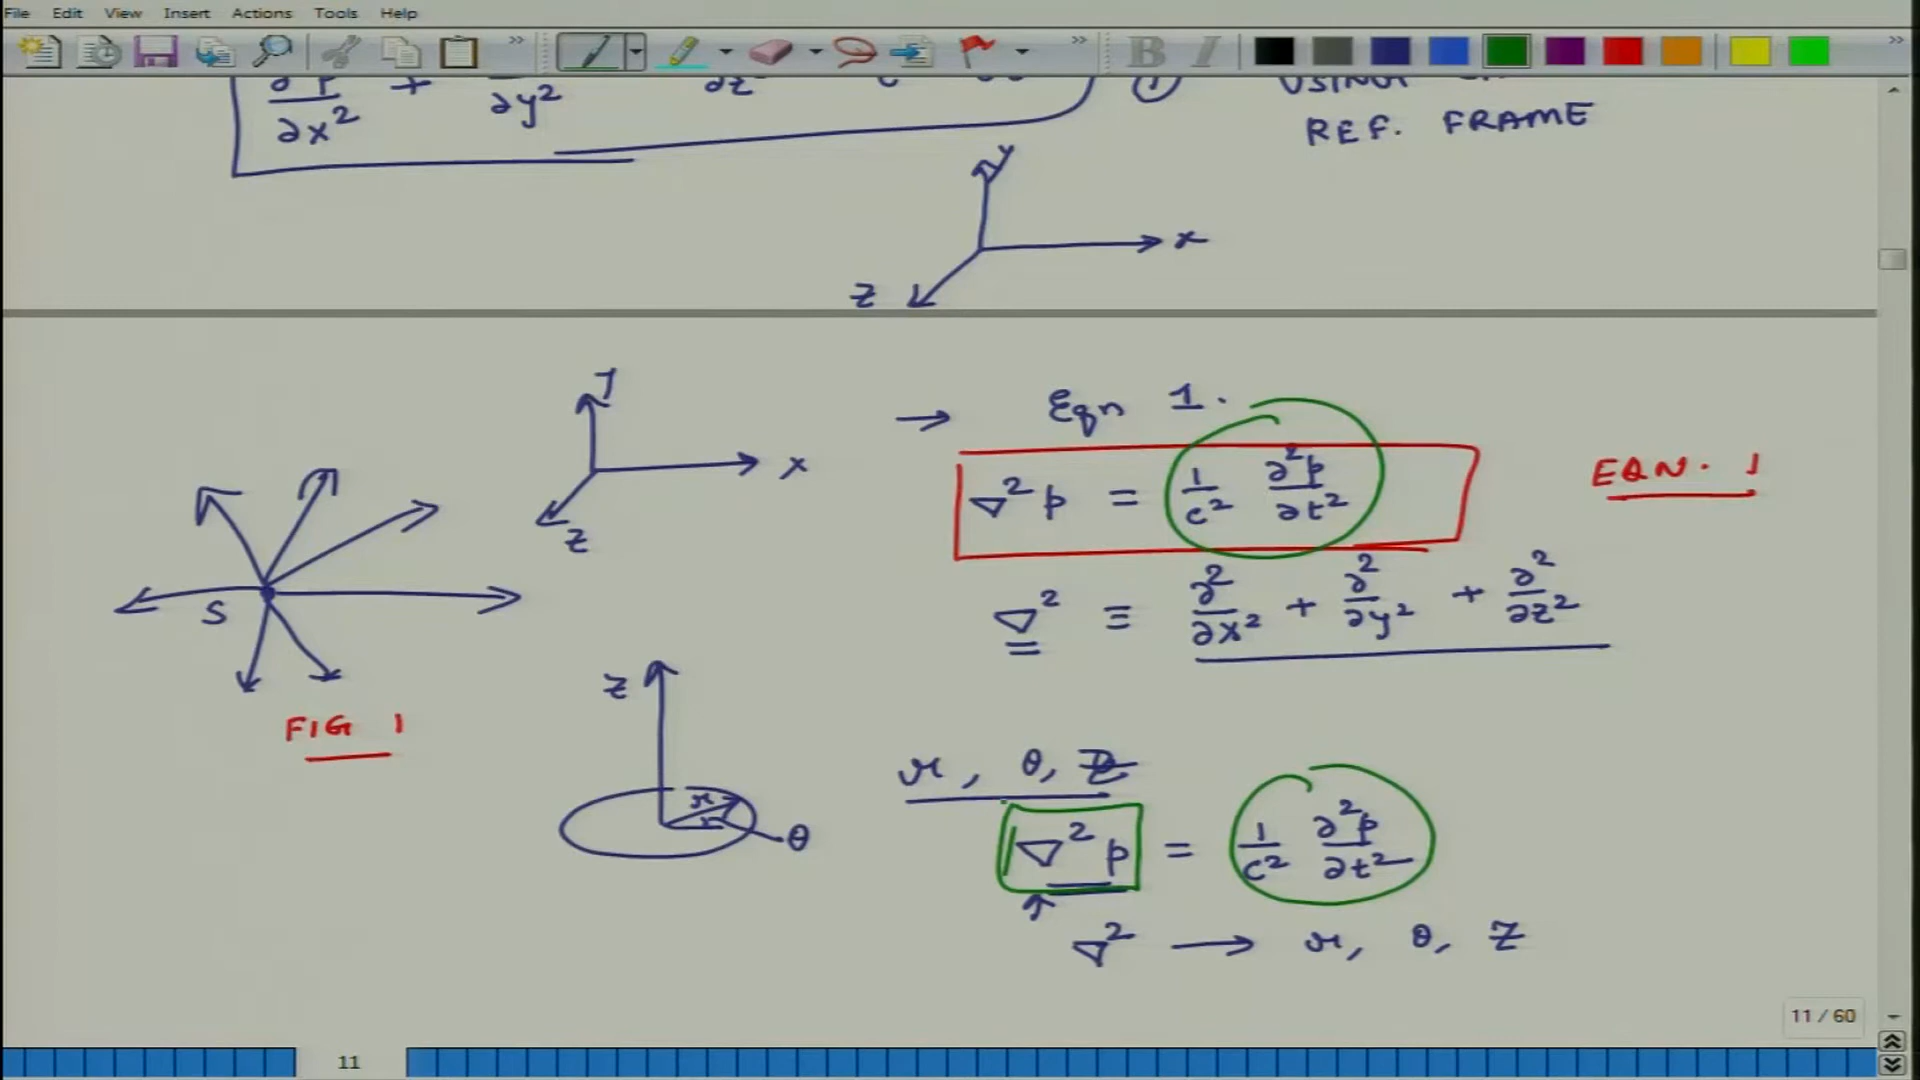 File Edit View Insert Actions Tools Help
B I
∂x² + ∂y² ∂z
1
USING
REF. FRAME
y
x
z
y
x
z
→ Eqn 1.
∇²p = 1/c² ∂²p/∂t²
EQN. 1
∇² ≡ ∂²/∂x² + ∂²/∂y² + ∂²/∂z²
S
FIG 1
z
r
θ
r, θ, z
∇²p = 1/c² ∂²p/∂t²
∇² → r, θ, z
11 / 60
11